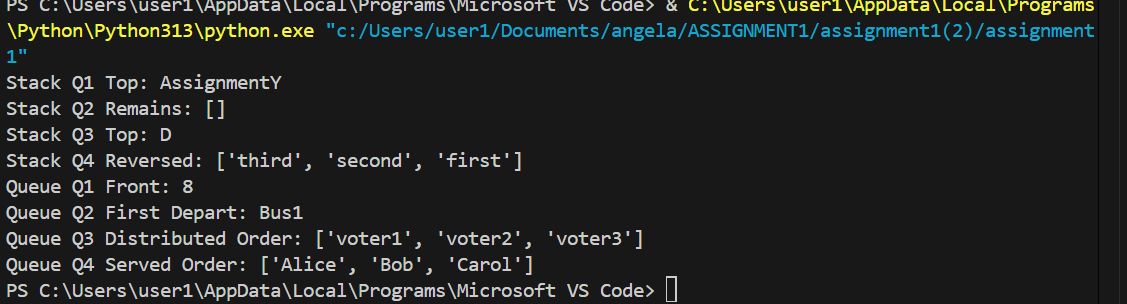 PS C:\Users\user1\AppData\Local\Programs\Microsoft VS Code> & C:\Users\user1\AppData\Local\Programs
\Python\Python313\python.exe "c:/Users/user1/Documents/angela/ASSIGNMENT1/assignment1(2)/assignment
1"
Stack Q1 Top: AssignmentY
Stack Q2 Remains: []
Stack Q3 Top: D
Stack Q4 Reversed: ['third', 'second', 'first']
Queue Q1 Front: 8
Queue Q2 First Depart: Bus1
Queue Q3 Distributed Order: ['voter1', 'voter2', 'voter3']
Queue Q4 Served Order: ['Alice', 'Bob', 'Carol']
PS C:\Users\user1\AppData\Local\Programs\Microsoft VS Code>